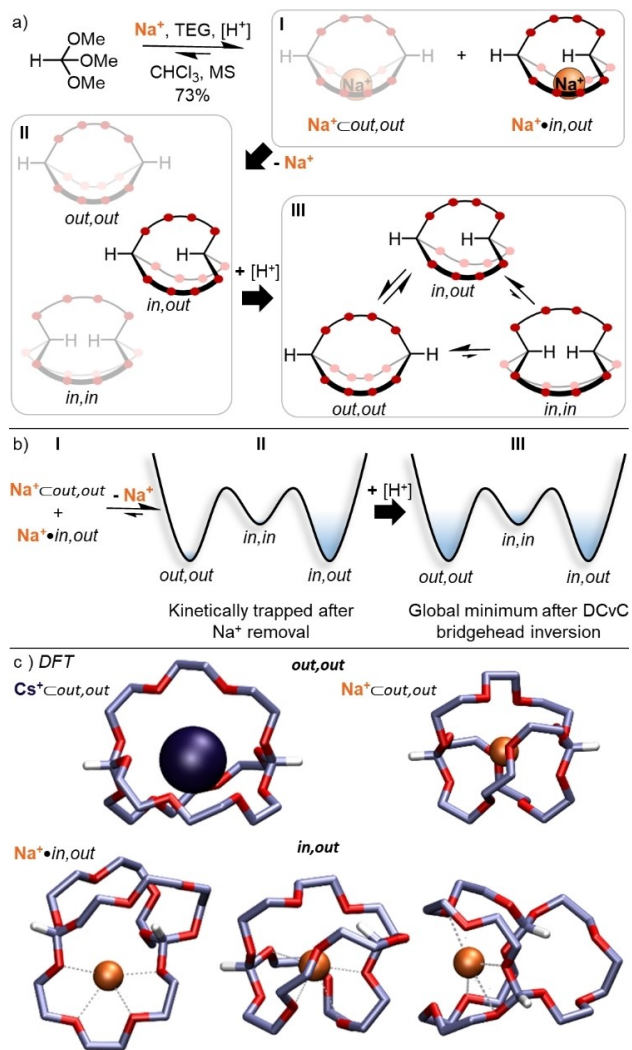 a)
Na⁺, TEG, [H⁺]
CHCl₃, MS
73%
OMe
H
OMe
OMe
I
H
H
H
H
Na⁺
+
Na⁺
Na⁺⊂out,out
Na⁺•in,out
II
- Na⁺
H
H
out,out
H
H
in,out
H
H
in,in
+ [H⁺]
III
H
H
in,out
H
H
out,out
H
H
in,in
b)
I
II
III
Na⁺⊂out,out
+
Na⁺•in,out
- Na⁺
out,out
in,in
in,out
+ [H⁺]
out,out
in,in
in,out
Kinetically trapped after
Na⁺ removal
Global minimum after DCvC
bridgehead inversion
c ) DFT
out,out
Cs⁺⊂out,out
Na⁺⊂out,out
in,out
Na⁺•in,out